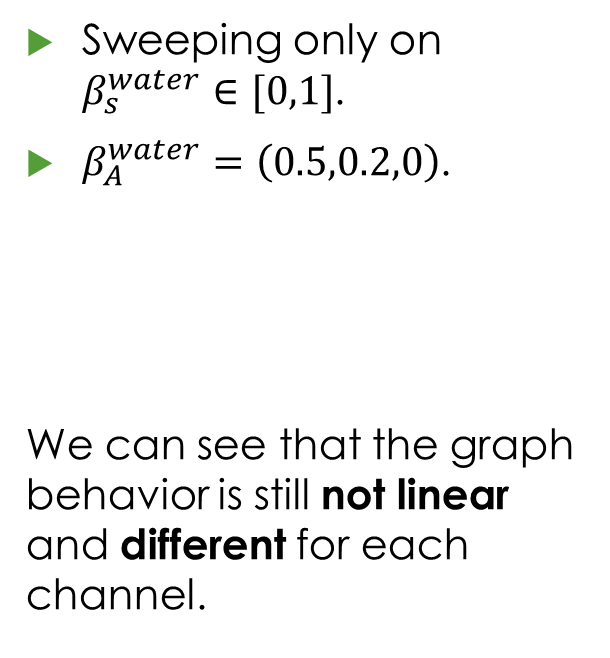 ▶ Sweeping only on
β_S^water ∈ [0,1].
▶ β_A^water = (0.5,0.2,0).
We can see that the graph
behavior is still not linear
and different for each
channel.